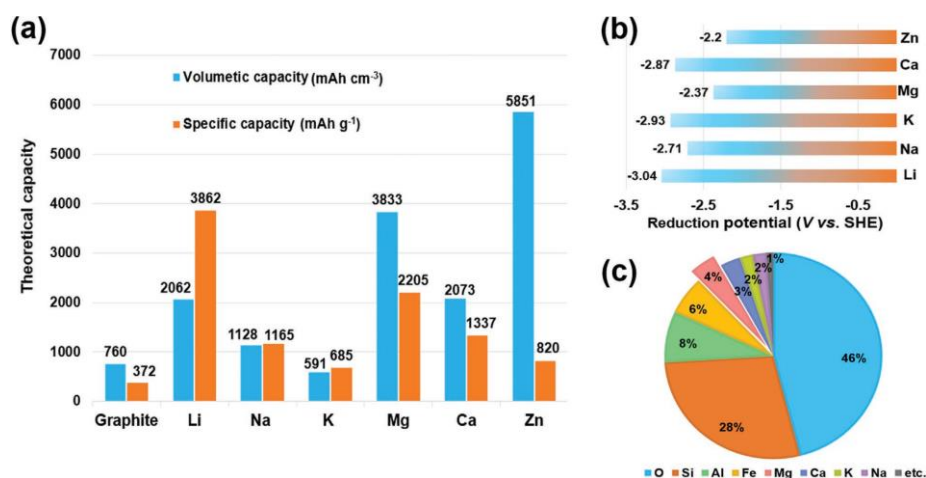 (a)
7000
6000
5000
4000
3000
2000
1000
0
Theoretical capacity
Volumetic capacity (mAh cm-3)
Specific capacity (mAh g-1)
760
372
2062
3862
1128
1165
591
685
3833
2205
2073
1337
5851
820
Graphite Li Na K Mg Ca Zn
(b)
-2.2 Zn
-2.87 Ca
-2.37 Mg
-2.93 K
-2.71 Na
-3.04 Li
-3.5 -2.5 -1.5 -0.5
Reduction potential (V vs. SHE)
(c)
46%
28%
8%
6%
4%
3%
2%
2%
1%
O Si Al Fe Mg Ca K Na etc.